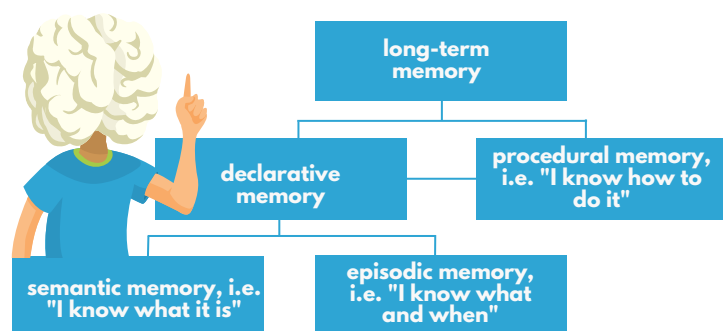 long-term
memory
declarative
memory
procedural memory,
i.e. "I know how to
do it"
semantic memory, i.e.
"I know what it is"
episodic memory,
i.e. "I know what
and when"